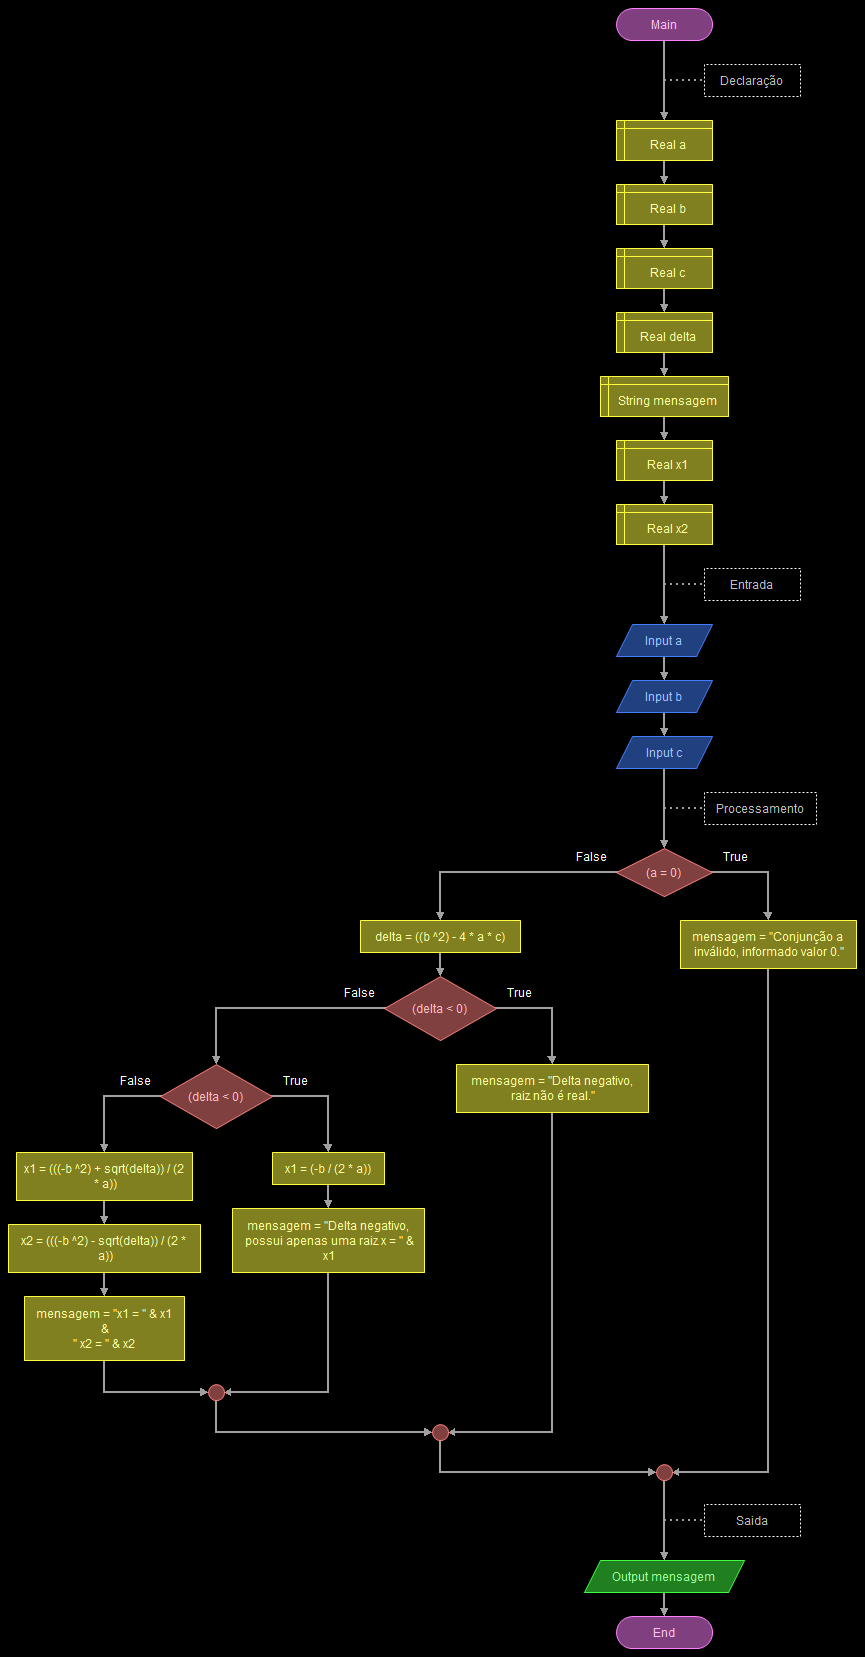 Main
Declaração
Real a
Real b
Real c
Real delta
String mensagem
Real x1
Real x2
Entrada
Input a
Input b
Input c
Processamento
False
True
(a = 0)
delta = ((b ^2) - 4 * a * c)
mensagem = "Conjunção a
inválido, informado valor 0."
False
True
(delta < 0)
False
True
(delta < 0)
mensagem = "Delta negativo,
raiz não é real."
x1 = (((-b ^2) + sqrt(delta)) / (2
* a))
x1 = (-b / (2 * a))
x2 = (((-b ^2) - sqrt(delta)) / (2 *
a))
mensagem = "Delta negativo,
possui apenas uma raiz x = " &
x1
mensagem = "x1 = " & x1
&
" x2 = " & x2
Saida
Output mensagem
End